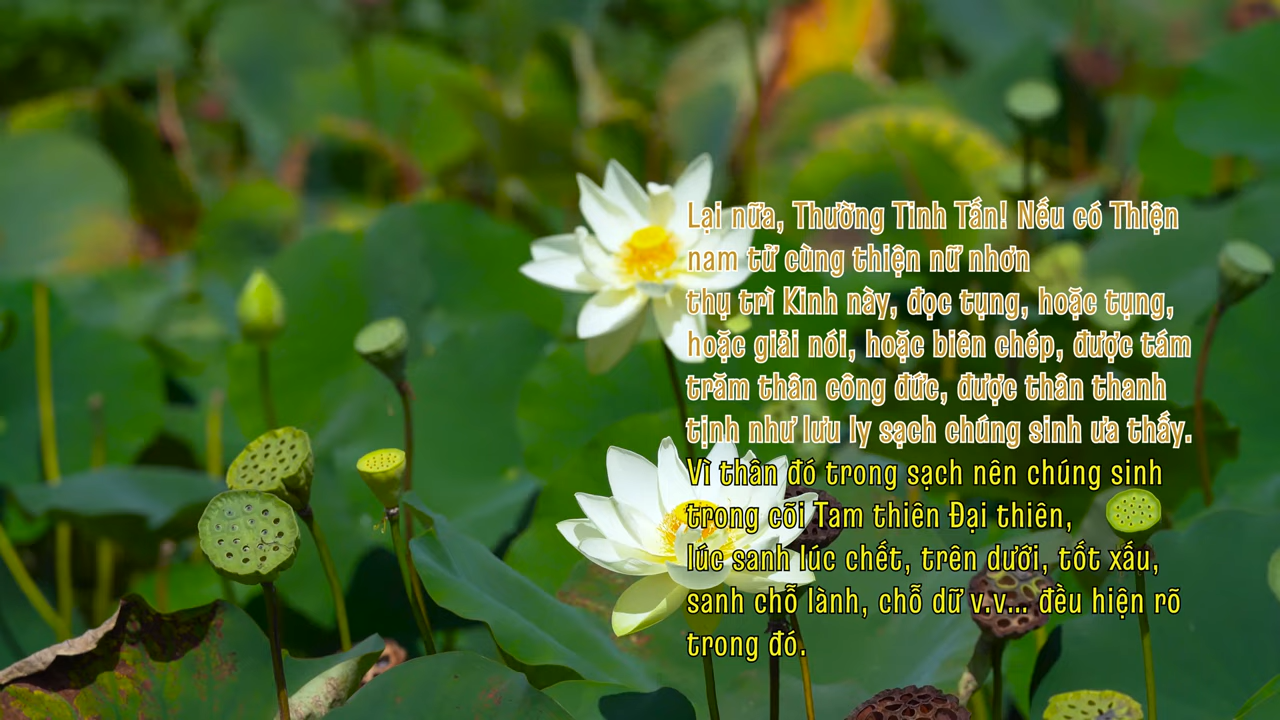 Lại nữa, Thường Tinh Tấn! Nếu có Thiện
nam tử cùng thiện nữ nhơn
thụ trì Kinh này, đọc tụng, hoặc tụng,
hoặc giải nói, hoặc biên chép, được tám
trăm thân công đức, được thân thanh
tịnh như lưu ly sạch chúng sinh ưa thấy.
Vì thân đó trong sạch nên chúng sinh
trong cõi Tam thiên Đại thiên,
lúc sanh lúc chết, trên dưới, tốt xấu,
sanh chỗ lành, chỗ dữ v.v... đều hiện rõ
trong đó.